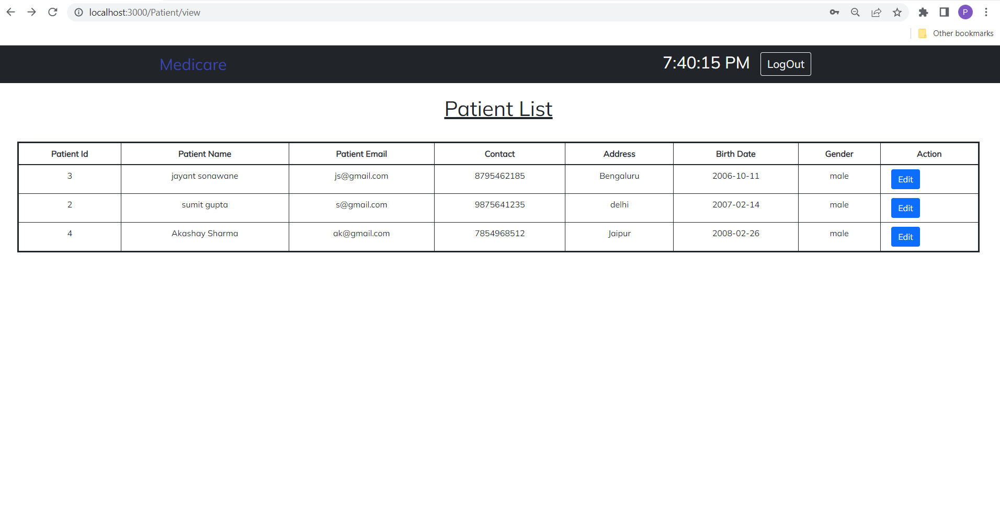 localhost:3000/Patient/view
P
Other bookmarks
Medicare 7:40:15 PM LogOut
Patient List
Patient Id Patient Name Patient Email Contact Address Birth Date Gender Action
3 jayant sonawane js@gmail.com 8795462185 Bengaluru 2006-10-11 male Edit
2 sumit gupta s@gmail.com 9875641235 delhi 2007-02-14 male Edit
4 Akashay Sharma ak@gmail.com 7854968512 Jaipur 2008-02-26 male Edit